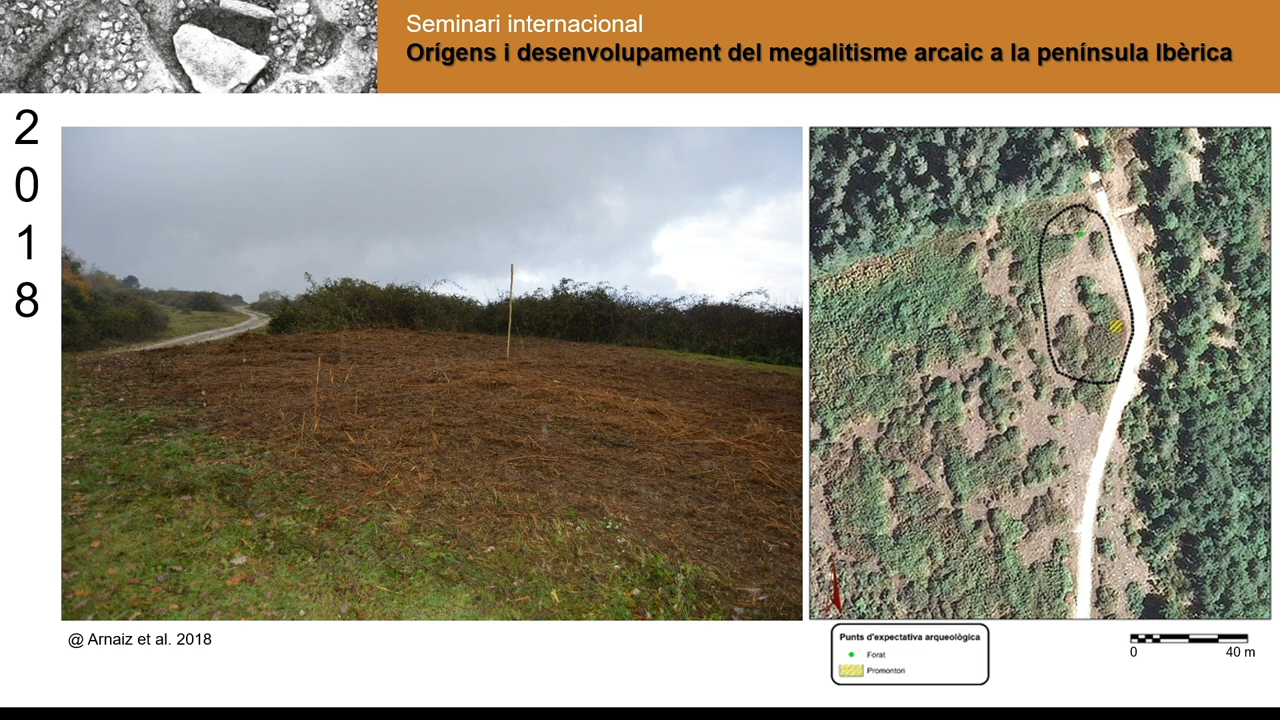 Seminari internacional
Orígens i desenvolupament del megalitisme arcaic a la península Ibèrica
2
0
1
8
@ Arnaiz et al. 2018
Punts d'expectativa arqueològica
Forat
Promontori
0 40 m